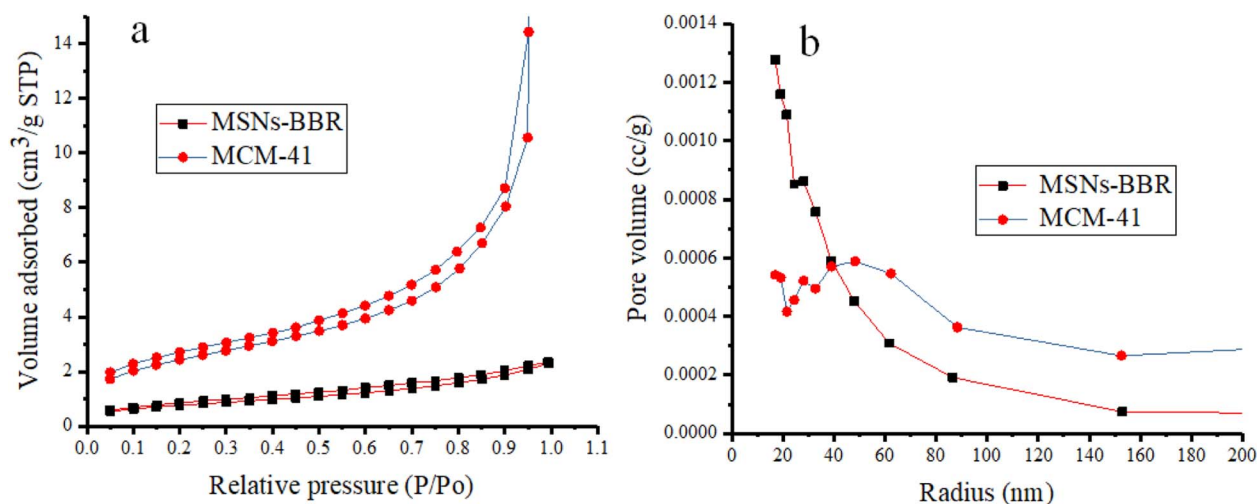 a
Volume adsorbed (cm³/g STP)
14
12
10
8
6
4
2
0
MSNs-BBR
MCM-41
0.0 0.1 0.2 0.3 0.4 0.5 0.6 0.7 0.8 0.9 1.0 1.1
Relative pressure (P/Po)
b
Pore volume (cc/g)
0.0014
0.0012
0.0010
0.0008
0.0006
0.0004
0.0002
0.0000
MSNs-BBR
MCM-41
0 20 40 60 80 100 120 140 160 180 200
Radius (nm)